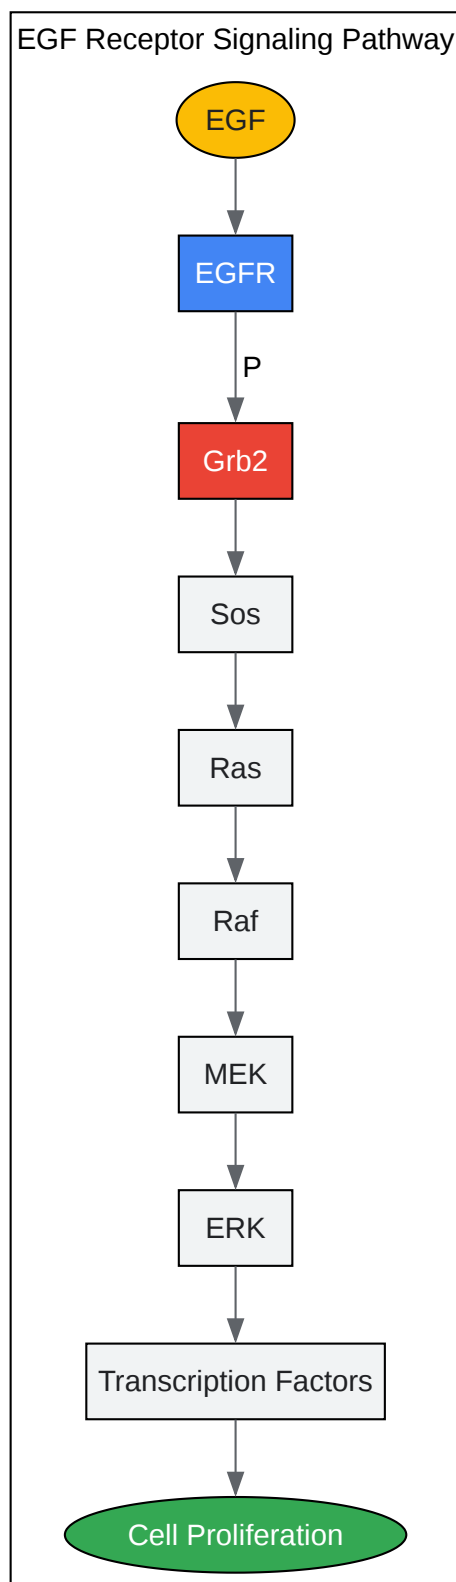 EGF Receptor Signaling Pathway
EGF
EGFR
P
Grb2
Sos
Ras
Raf
MEK
ERK
Transcription Factors
Cell Proliferation